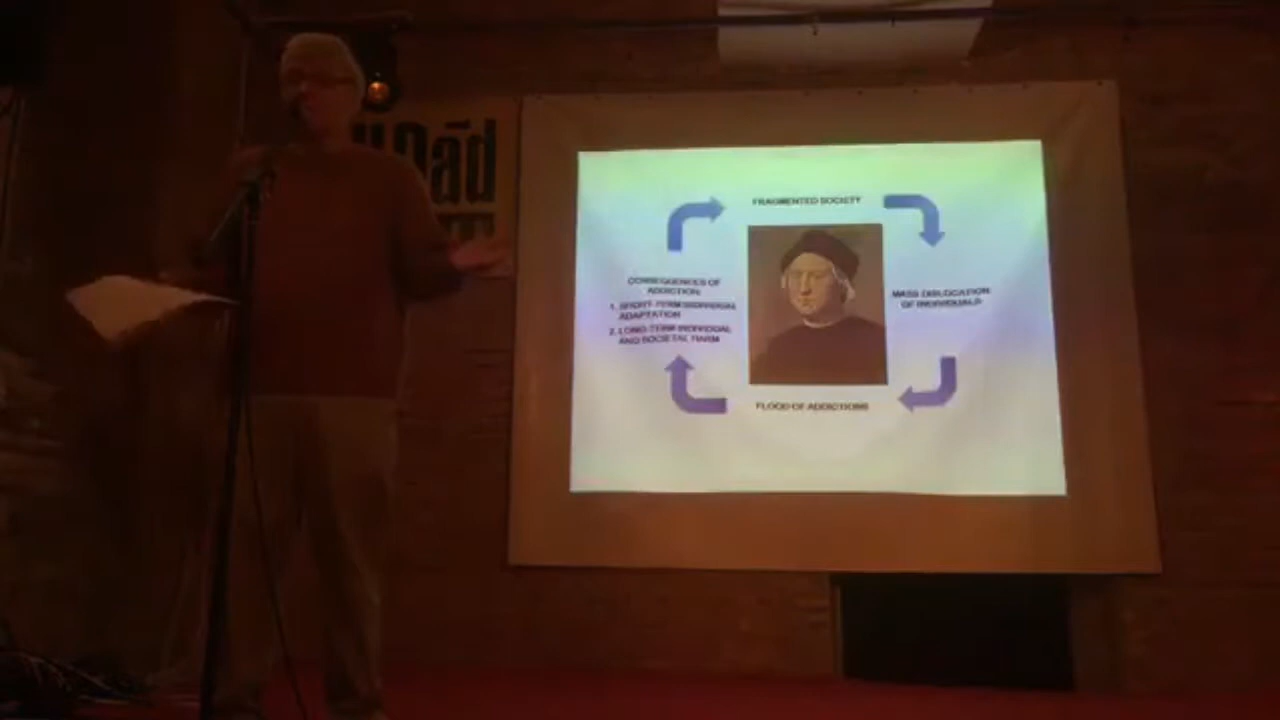 FRAGMENTED SOCIETY
CONSEQUENCES OF
ADDICTION:
1. SHORT-TERM INDIVIDUAL
ADAPTATION
2. LONG-TERM INDIVIDUAL
AND SOCIETAL HARM
MASS DISLOCATION
OF INDIVIDUALS
FLOOD OF ADDICTIONS